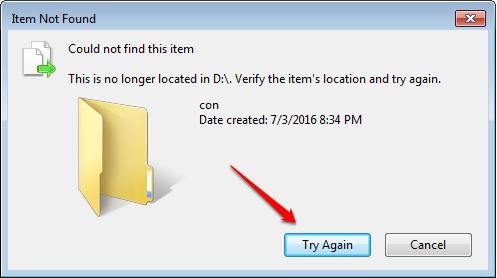 Item Not Found
Could not find this item
This is no longer located in D:\. Verify the item's location and try again.
con
Date created: 7/3/2016 8:34 PM
Try Again
Cancel